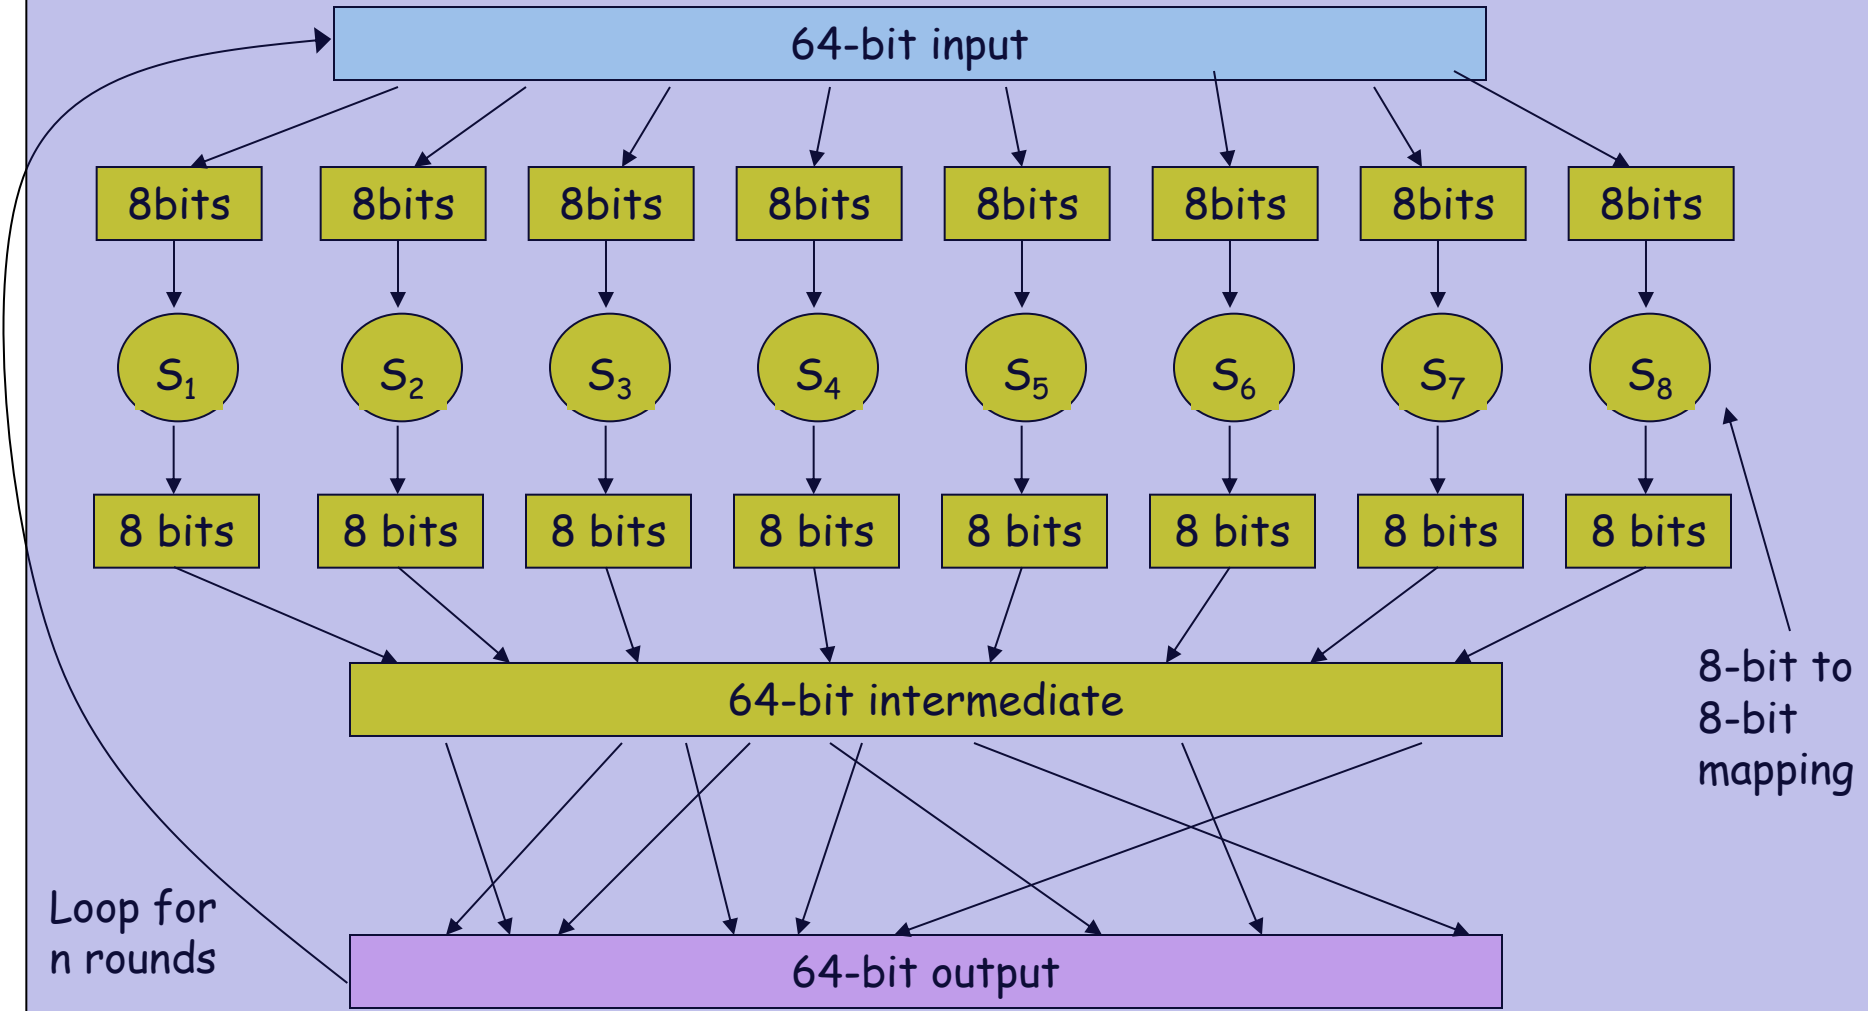 64-bit input
8bits 8bits 8bits 8bits 8bits 8bits 8bits 8bits
S₁ S₂ S₃ S₄ S₅ S₆ S₇ S₈
8 bits 8 bits 8 bits 8 bits 8 bits 8 bits 8 bits 8 bits
64-bit intermediate
8-bit to
8-bit
mapping
Loop for
n rounds
64-bit output